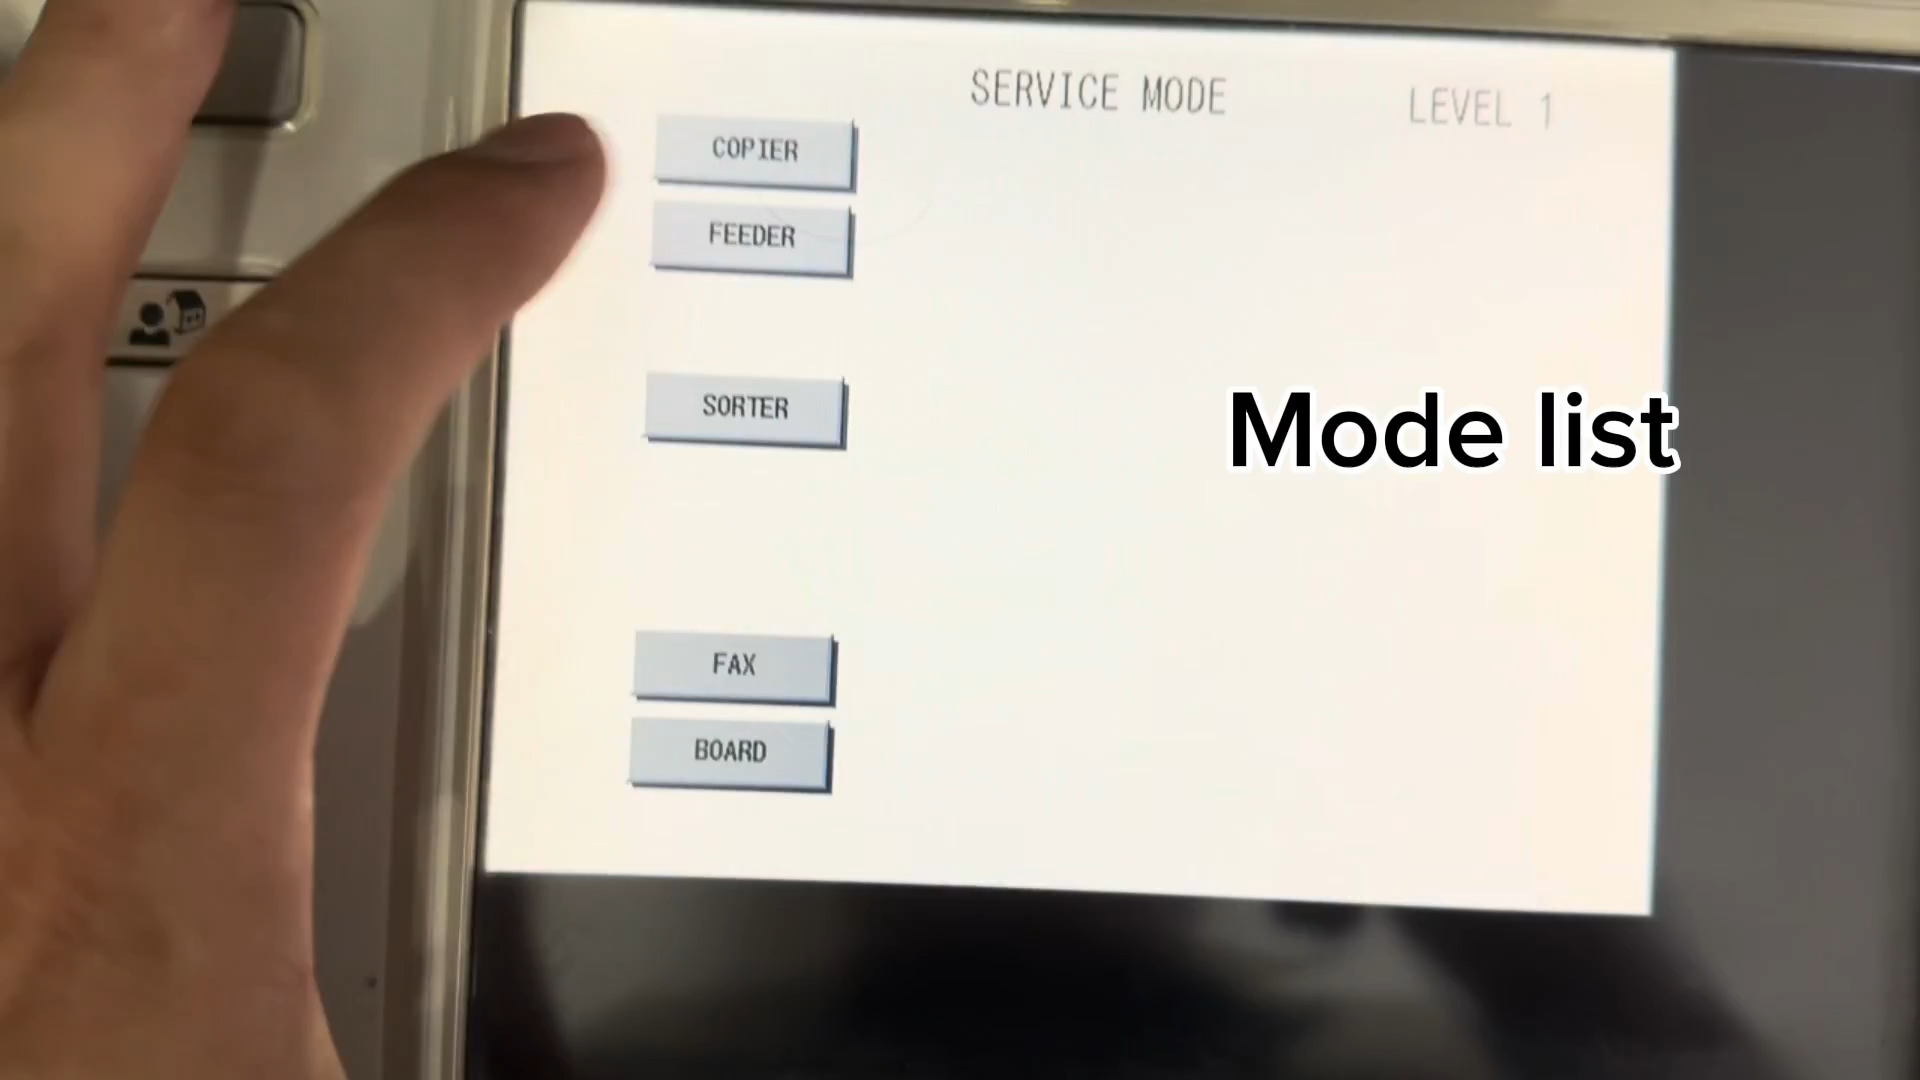 SERVICE MODE
LEVEL 1
COPIER
FEEDER
SORTER
Mode list
FAX
BOARD